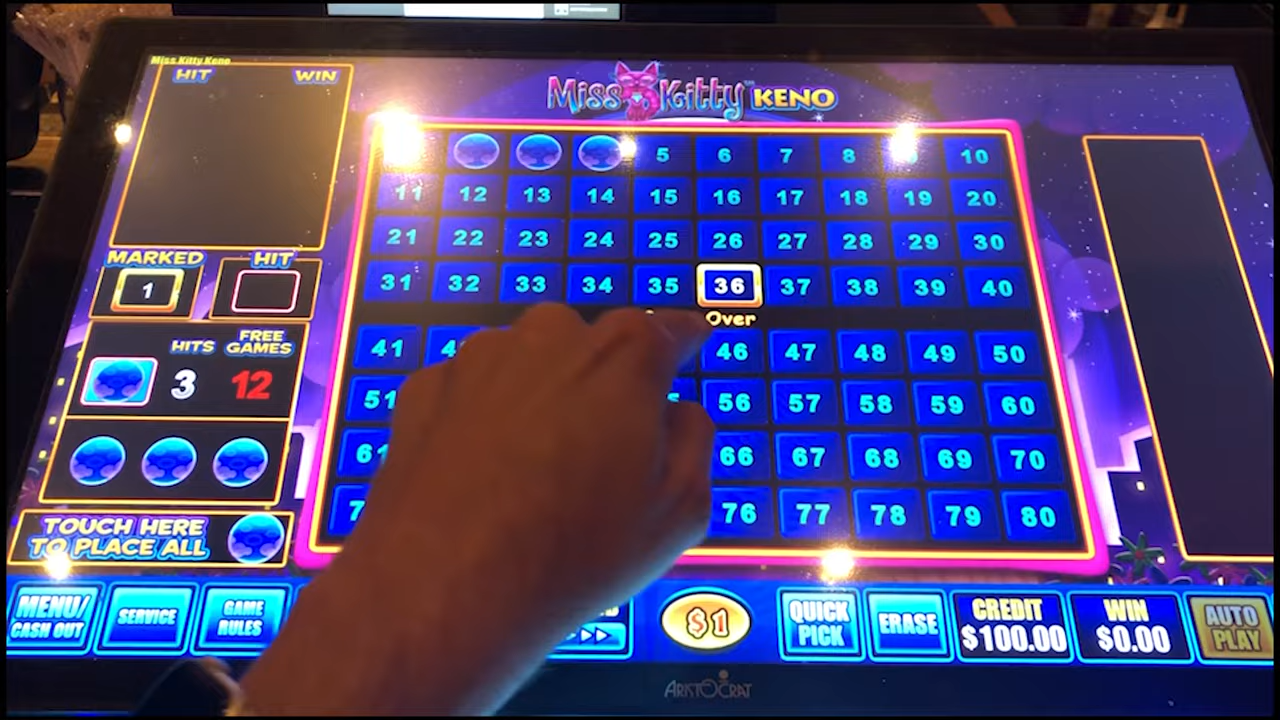 Miss Kitty Keno
HIT WIN
Miss Kitty™ KENO
5 6 7 8 10
11 12 13 14 15 16 17 18 19 20
21 22 23 24 25 26 27 28 29 30
31 32 33 34 35 36 37 38 39 40
MARKED HIT
1
Over
41 46 47 48 49 50
HITS FREE GAMES
3 12
51 56 57 58 59 60
61 66 67 68 69 70
76 77 78 79 80
TOUCH HERE
TO PLACE ALL
MENU/
CASH OUT
SERVICE
GAME
RULES
$1
QUICK
PICK
ERASE
CREDIT
$100.00
WIN
$0.00
AUTO
PLAY
ARISTOCRAT